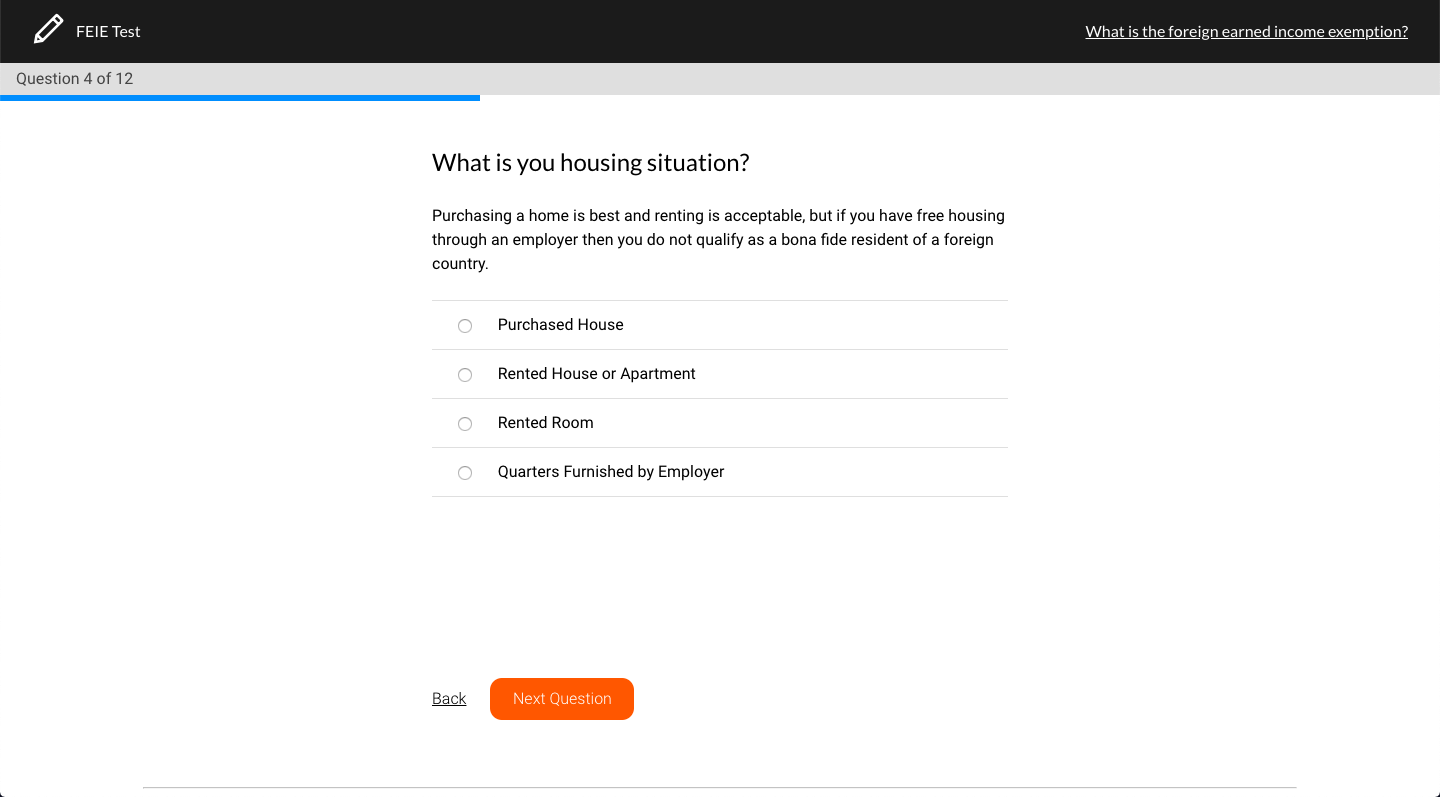 FEIE Test
What is the foreign earned income exemption?
Question 4 of 12
What is you housing situation?
Purchasing a home is best and renting is acceptable, but if you have free housing
through an employer then you do not qualify as a bona fide resident of a foreign
country.
Purchased House
Rented House or Apartment
Rented Room
Quarters Furnished by Employer
Back
Next Question